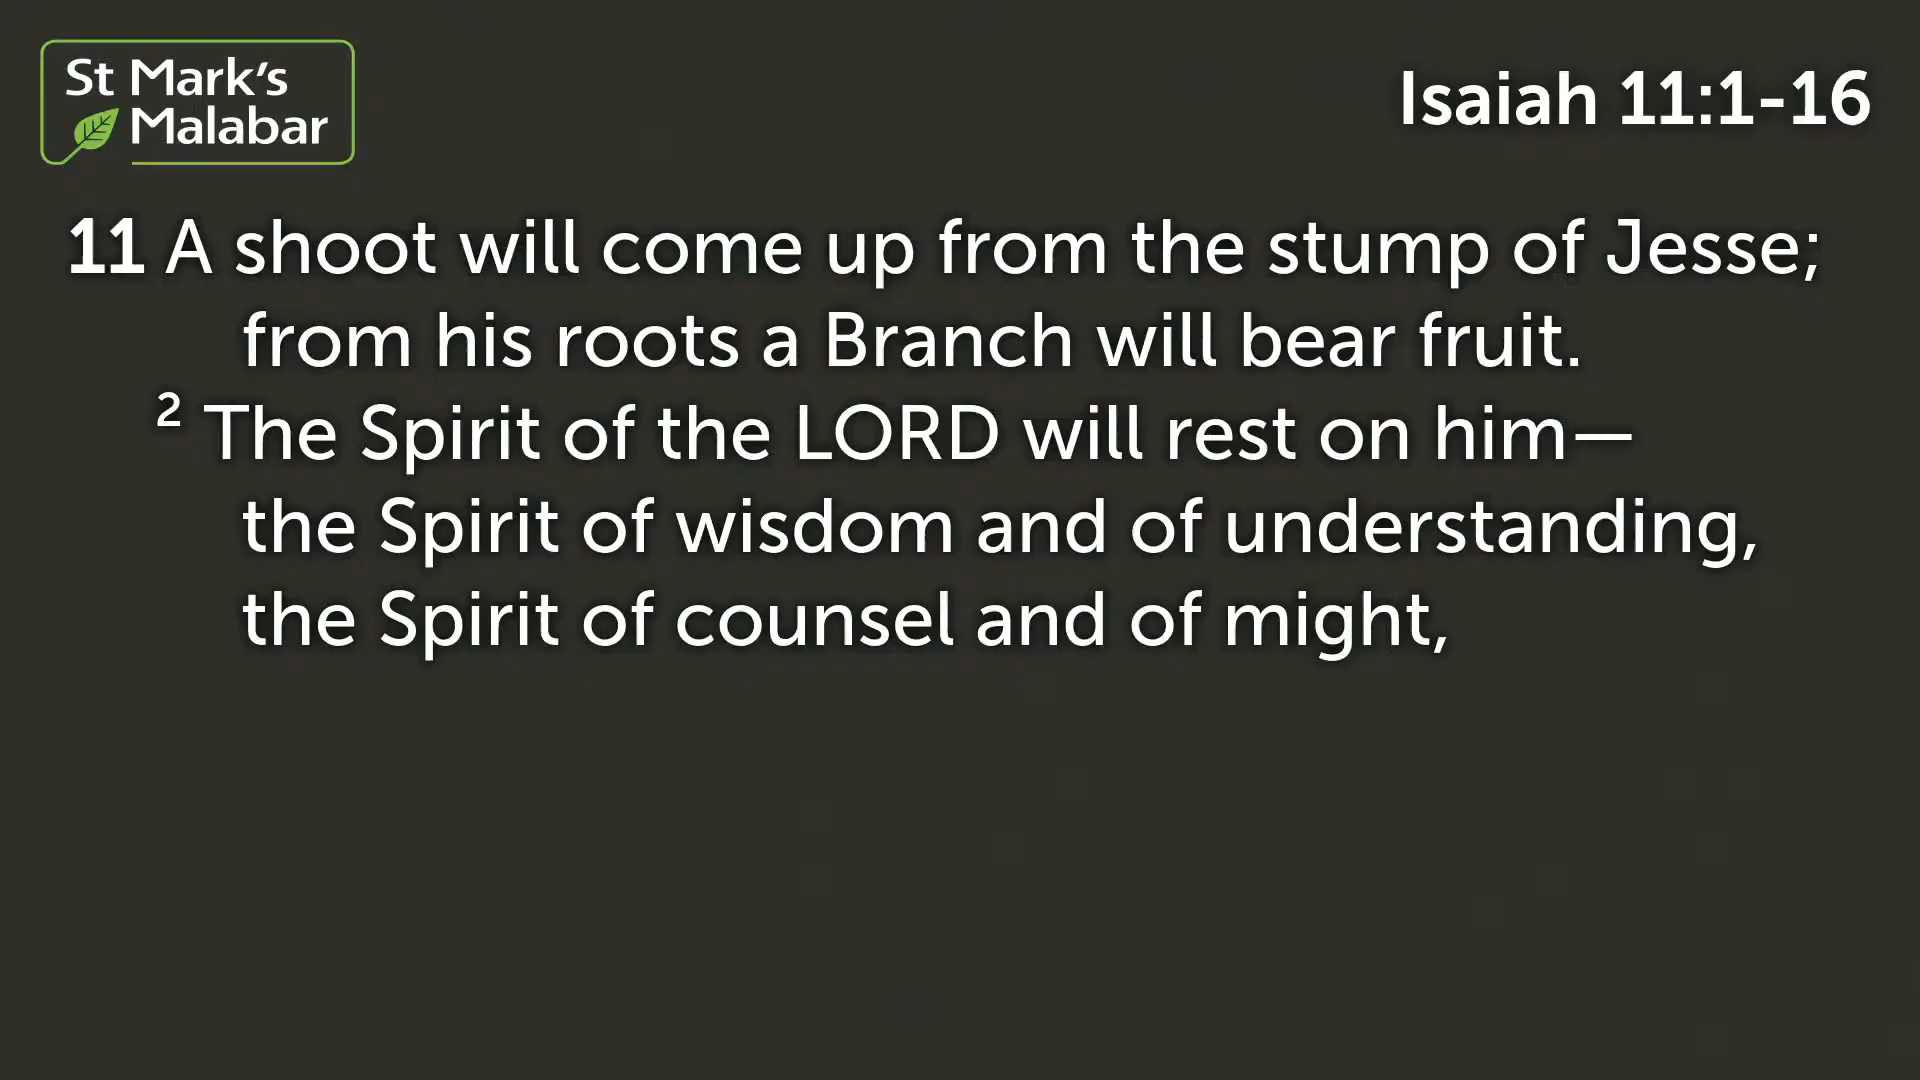 St Mark's
Malabar
Isaiah 11:1-16
11 A shoot will come up from the stump of Jesse;
from his roots a Branch will bear fruit.
2 The Spirit of the LORD will rest on him—
the Spirit of wisdom and of understanding,
the Spirit of counsel and of might,